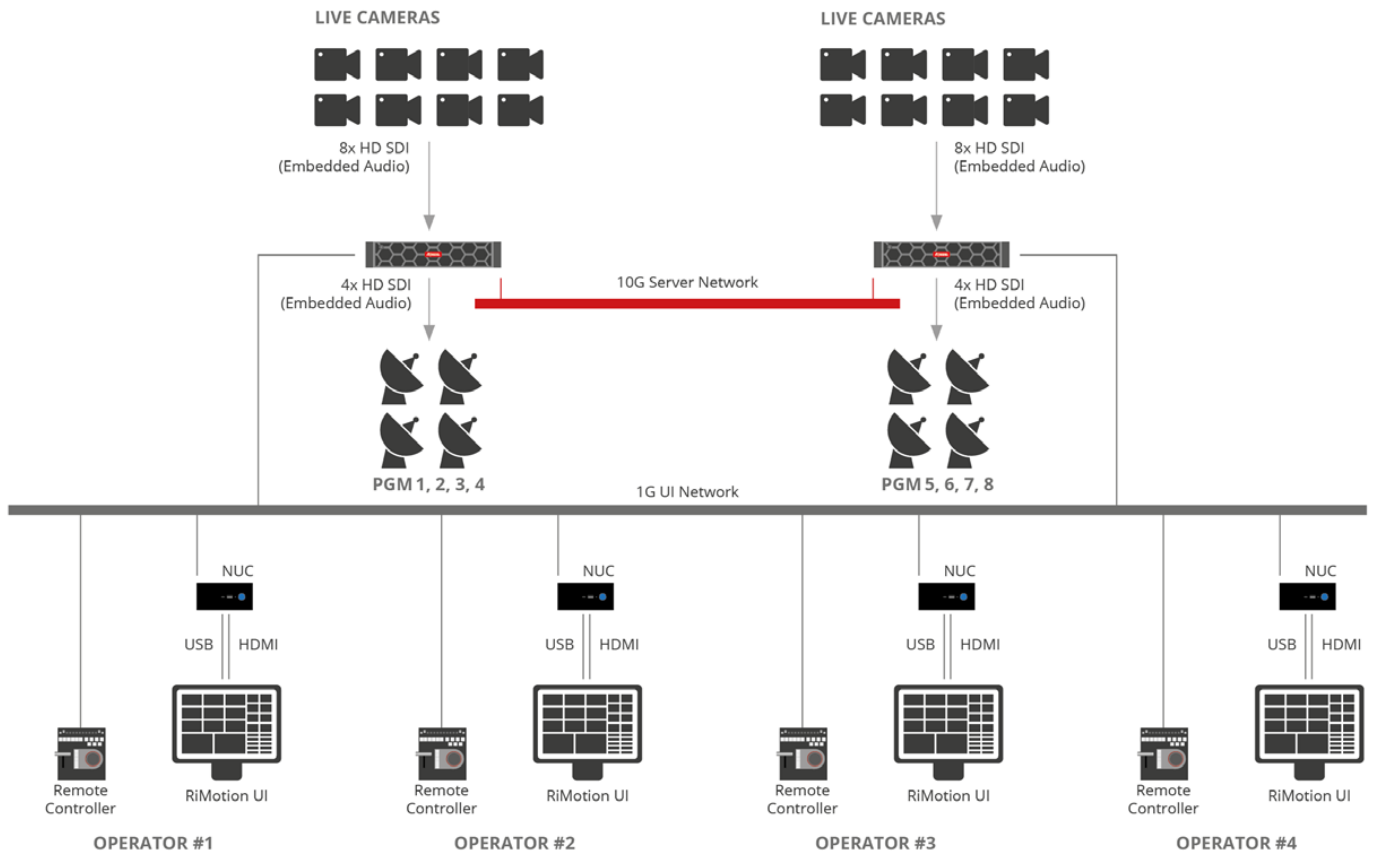 LIVE CAMERAS
LIVE CAMERAS
8x HD SDI
(Embedded Audio)
8x HD SDI
(Embedded Audio)
4x HD SDI
(Embedded Audio)
10G Server Network
4x HD SDI
(Embedded Audio)
PGM 1, 2, 3, 4
PGM 5, 6, 7, 8
1G UI Network
NUC
USB
HDMI
Remote
Controller
RiMotion UI
OPERATOR #1
NUC
USB
HDMI
Remote
Controller
RiMotion UI
OPERATOR #2
NUC
USB
HDMI
Remote
Controller
RiMotion UI
OPERATOR #3
NUC
USB
HDMI
Remote
Controller
RiMotion UI
OPERATOR #4